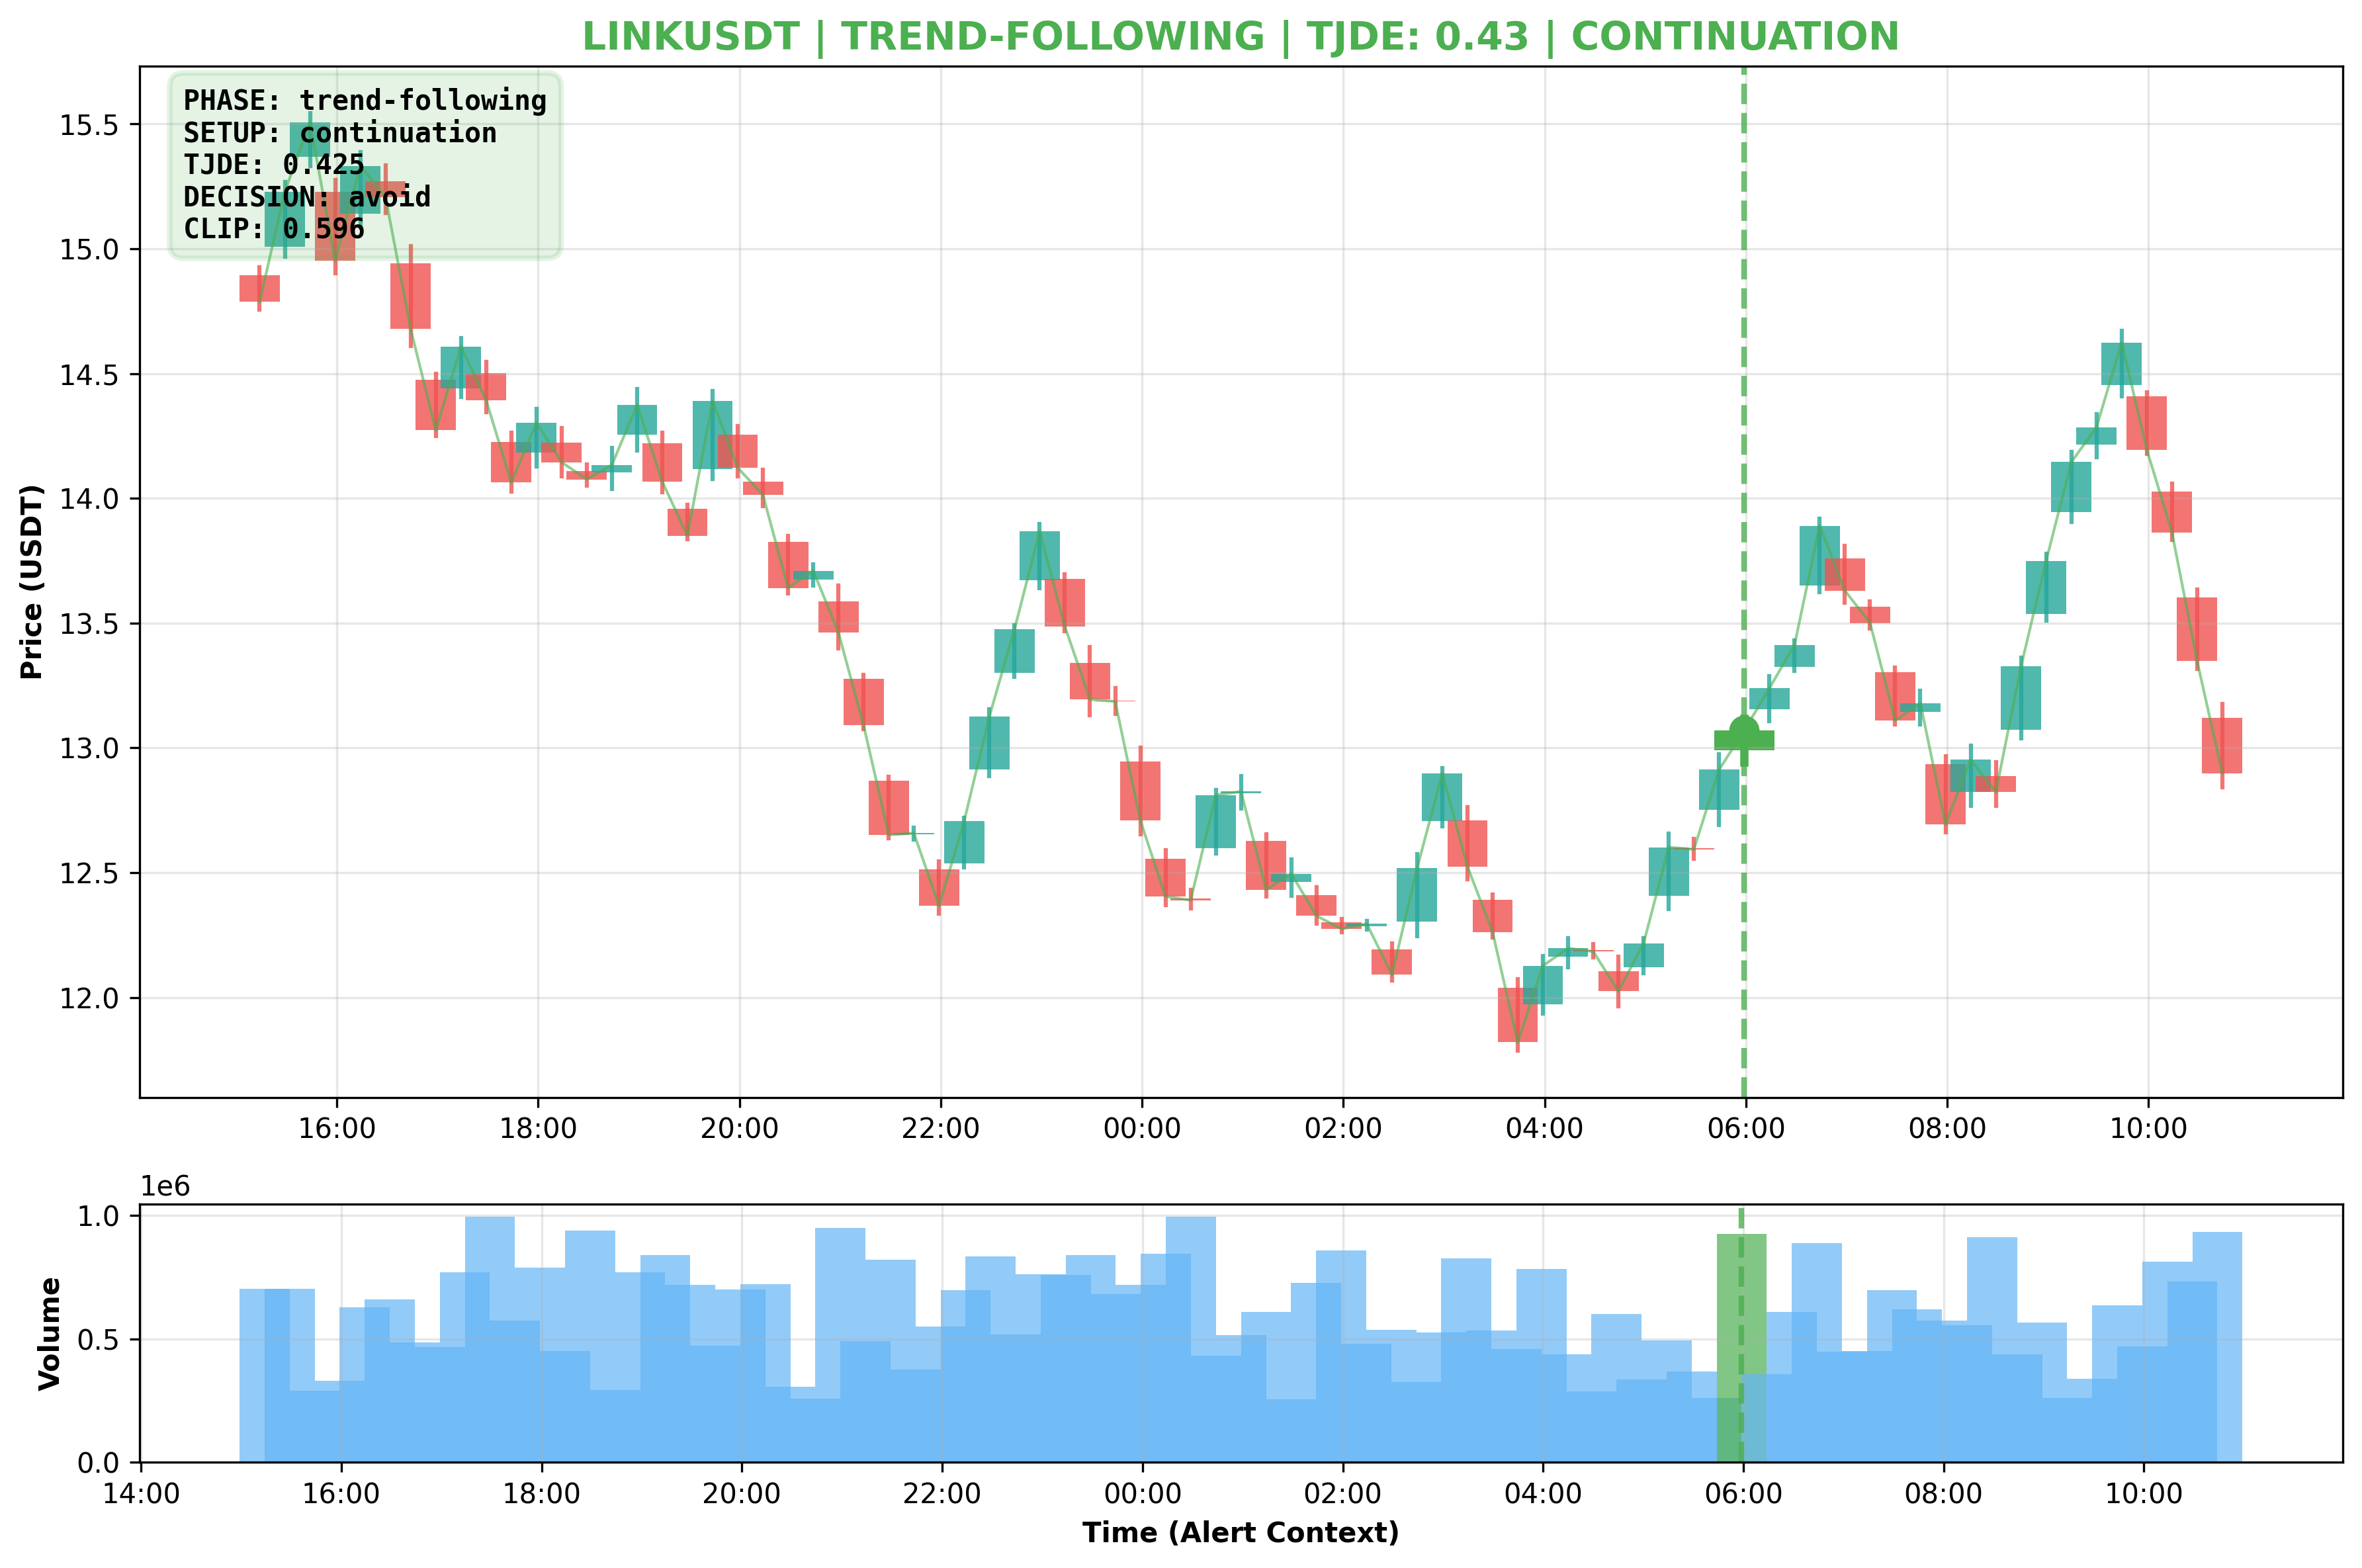 LINKUSDT | TREND-FOLLOWING | TJDE: 0.43 | CONTINUATION
PHASE: trend-following
SETUP: continuation
TJDE: 0.425
DECISION: avoid
CLIP: 0.596
Price (USDT)
15.5
15.0
14.5
14.0
13.5
13.0
12.5
12.0
16:00 18:00 20:00 22:00 00:00 02:00 04:00 06:00 08:00 10:00
1e6
Volume
1.0
0.5
0.0
14:00 16:00 18:00 20:00 22:00 00:00 02:00 04:00 06:00 08:00 10:00
Time (Alert Context)